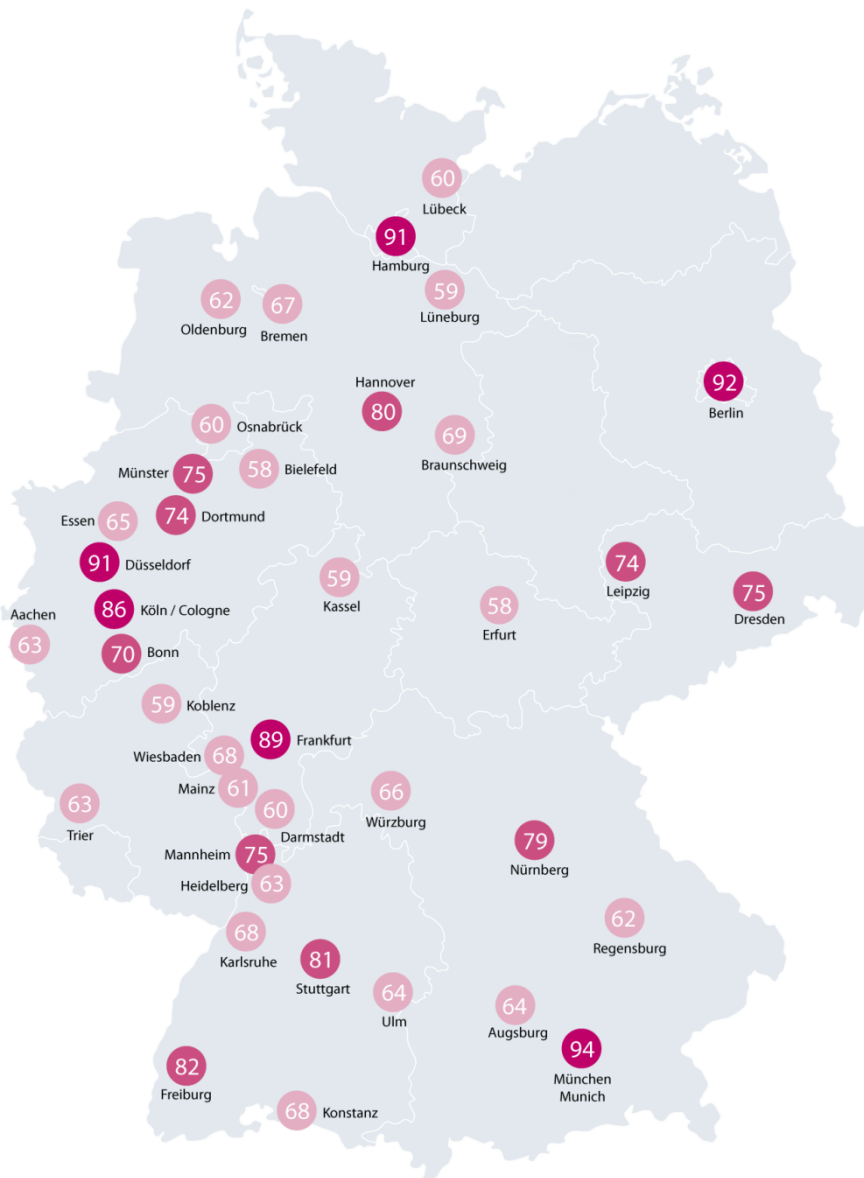 60
Lübeck
91
Hamburg
59
Lüneburg
62
Oldenburg
67
Bremen
92
Berlin
Hannover
80
60
Osnabrück
69
Braunschweig
Münster
75
58
Bielefeld
Essen
65
74
Dortmund
91
Düsseldorf
59
Kassel
74
Leipzig
75
Dresden
58
Erfurt
86
Köln / Cologne
Aachen
63
70
Bonn
59
Koblenz
89
Frankfurt
Wiesbaden
68
Mainz
61
63
Trier
60
Darmstadt
66
Würzburg
Mannheim
75
79
Nürnberg
Heidelberg
63
62
Regensburg
68
Karlsruhe
81
Stuttgart
64
Ulm
64
Augsburg
94
München
Munich
82
Freiburg
68
Konstanz